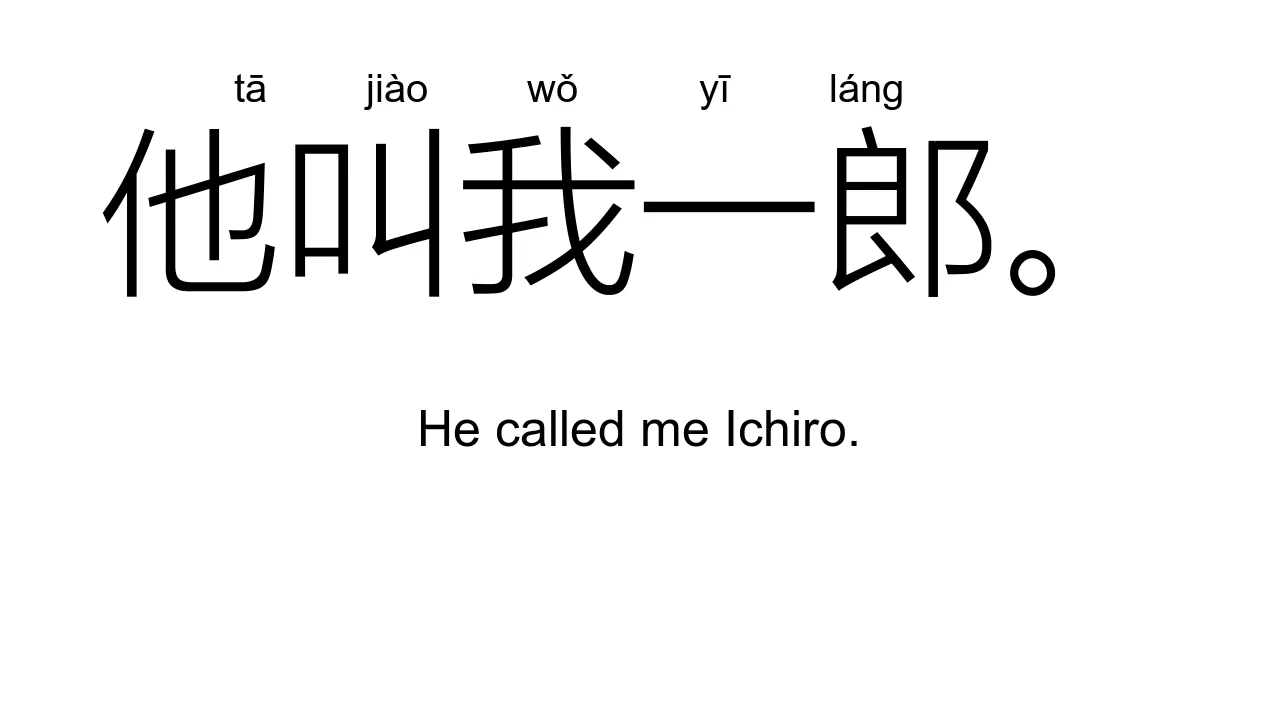 tā jiào wǒ yī láng
他叫我一郎。
He called me Ichiro.